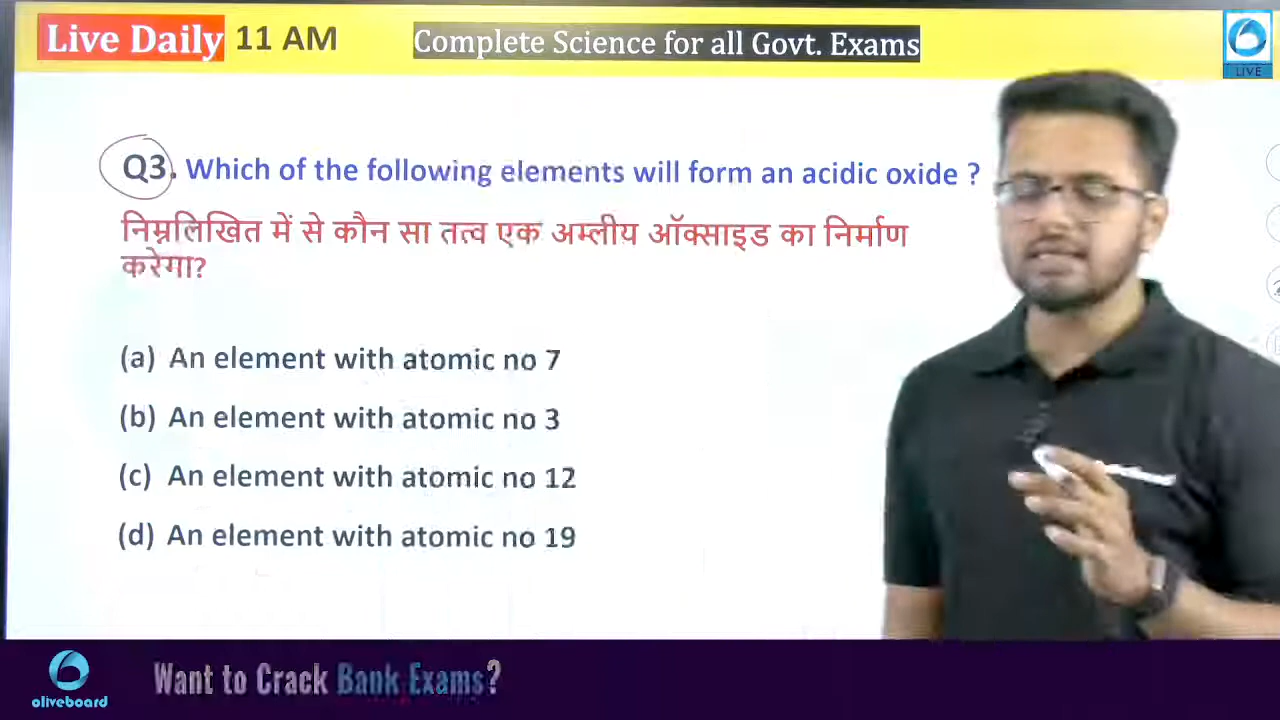 Live Daily 11 AM
Complete Science for all Govt. Exams
LIVE
Q3. Which of the following elements will form an acidic oxide ?
निम्नलिखित में से कौन सा तत्व एक अम्लीय ऑक्साइड का निर्माण
करेगा?
(a) An element with atomic no 7
(b) An element with atomic no 3
(c) An element with atomic no 12
(d) An element with atomic no 19
oliveboard
Want to Crack Bank Exams?